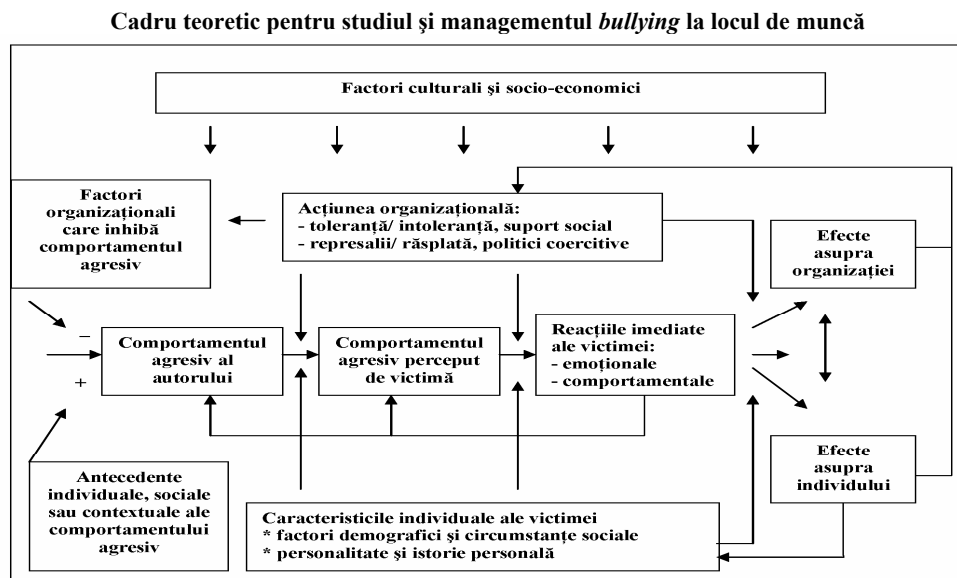 Cadru teoretic pentru studiul şi managementul bullying la locul de muncă
Factori culturali şi socio-economici
Factori
organizaţionali
care inhibă
comportamentul
agresiv
Acţiunea organizaţională:
- toleranţă/ intoleranţă, suport social
- represalii/ răsplată, politici coercitive
Efecte
asupra
organizaţiei
−
+
Comportamentul
agresiv al
autorului
Comportamentul
agresiv perceput
de victimă
Reacţiile imediate
ale victimei:
- emoţionale
- comportamentale
Antecedente
individuale, sociale
sau contextuale ale
comportamentului
agresiv
Caracteristicile individuale ale victimei
* factori demografici şi circumstanţe sociale
* personalitate şi istorie personală
Efecte
asupra
individului